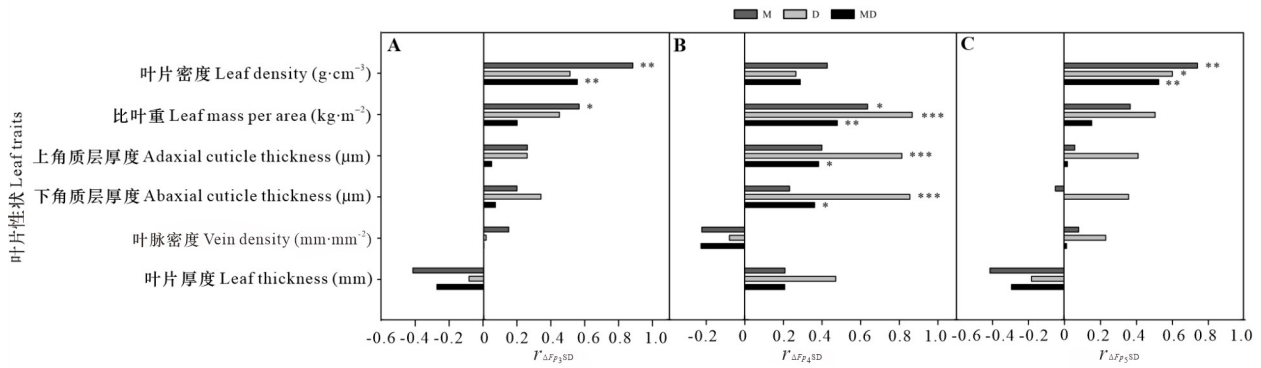 M D MD
A B C
叶片性状 Leaf traits
叶片密度 Leaf density (g·cm⁻³)
** **
** * **
比叶重 Leaf mass per area (kg·m⁻²)
*
* *** **
上角质层厚度 Adaxial cuticle thickness (μm)
*** *
下角质层厚度 Abaxial cuticle thickness (μm)
*** *
叶脉密度 Vein density (mm·mm⁻²)
叶片厚度 Leaf thickness (mm)
-0.6 -0.4 -0.2 0 0.2 0.4 0.6 0.8 1.0
-0.2 0 0.2 0.4 0.6 0.8 1.0
-0.6 -0.4 -0.2 0 0.2 0.4 0.6 0.8 1.0
r ΔFp₃SD
r ΔFp₄SD
r ΔFp₅SD